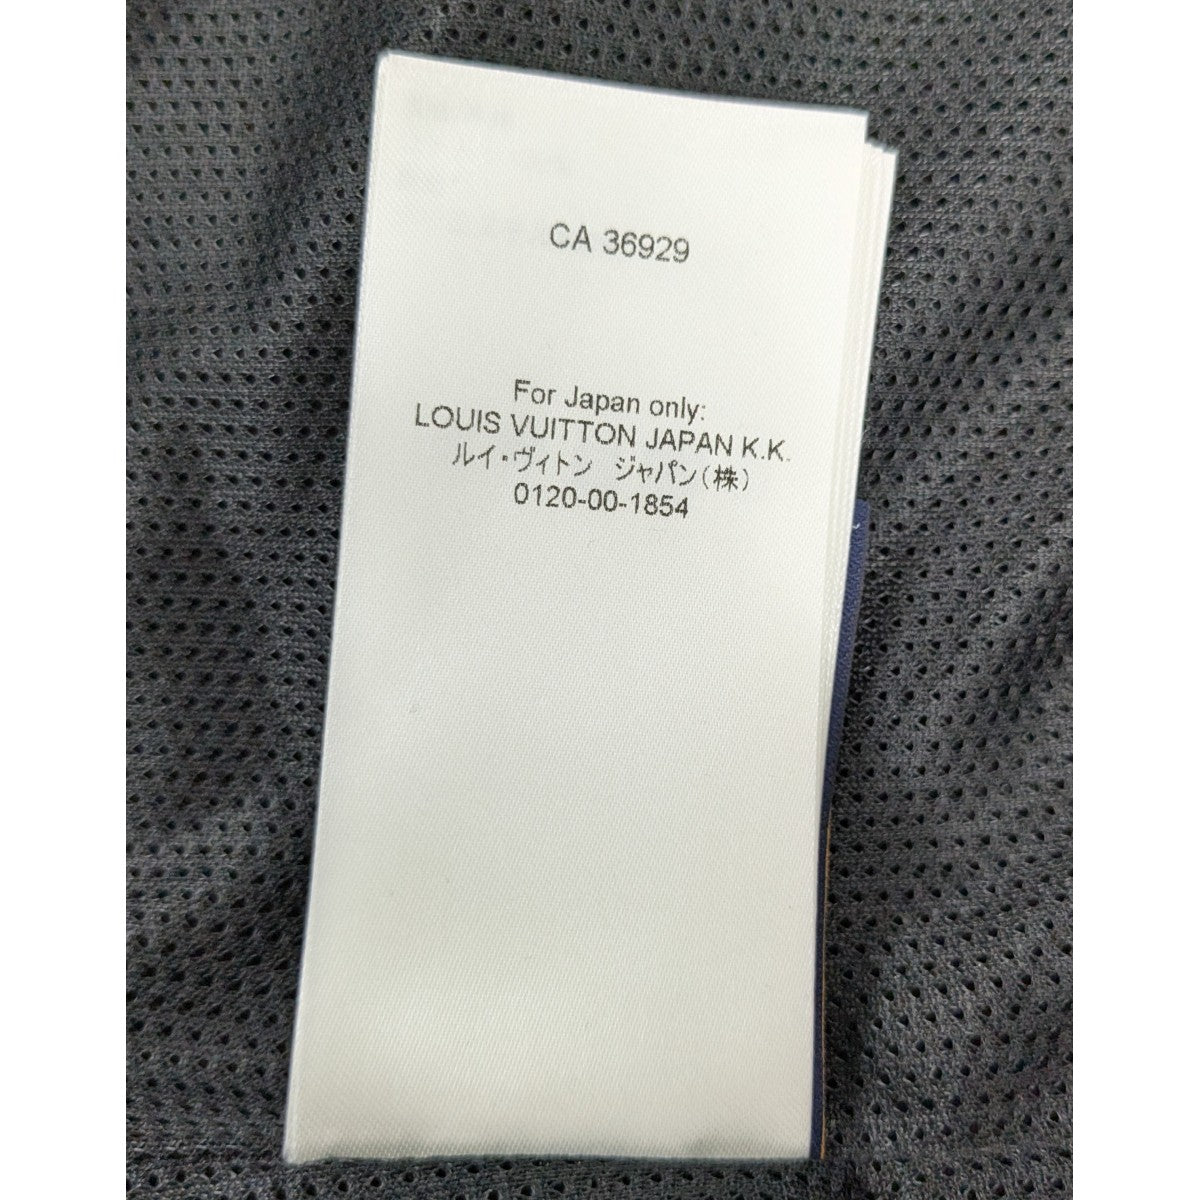 CA 36929
For Japan only:
LOUIS VUITTON JAPAN K.K.
ルイ・ヴィトン　ジャパン(株)
0120-00-1854